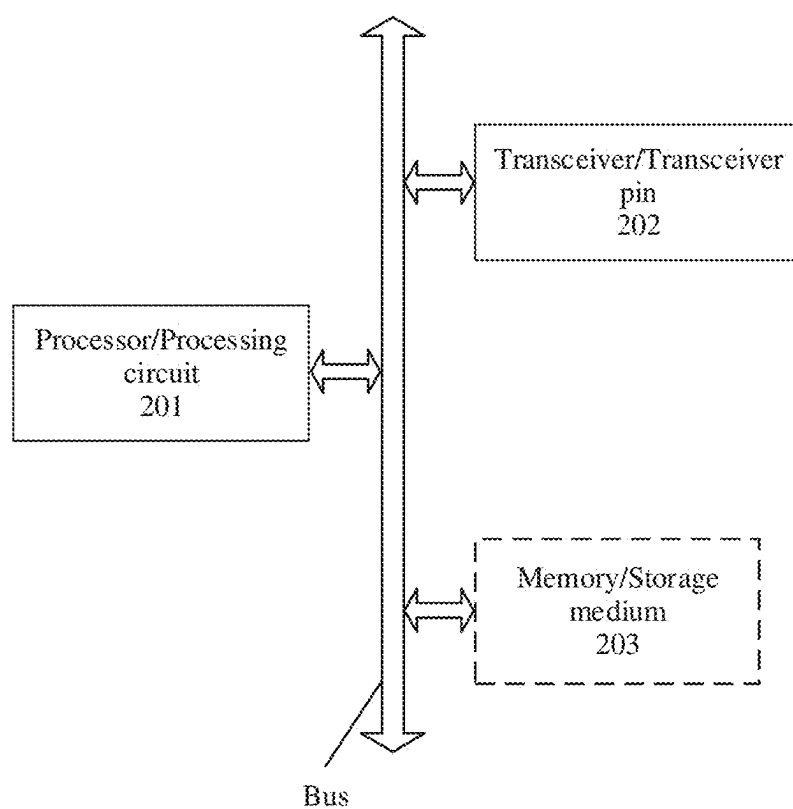 Transceiver/Transceiver
pin
202
Processor/Processing
circuit
201
Memory/Storage
medium
203
Bus